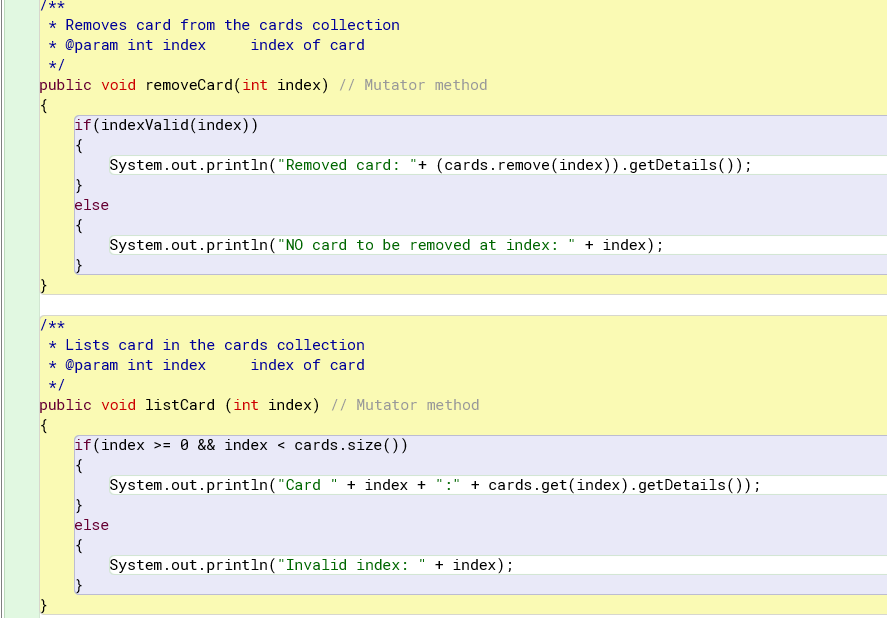 /**
 * Removes card from the cards collection
 * @param int index     index of card
 */
public void removeCard(int index) // Mutator method
{
    if(indexValid(index))
    {
        System.out.println("Removed card: "+ (cards.remove(index)).getDetails());
    }
    else
    {
        System.out.println("NO card to be removed at index: " + index);
    }
}

/**
 * Lists card in the cards collection
 * @param int index     index of card
 */
public void listCard (int index) // Mutator method
{
    if(index >= 0 && index < cards.size())
    {
        System.out.println("Card " + index + ":" + cards.get(index).getDetails());
    }
    else
    {
        System.out.println("Invalid index: " + index);
    }
}